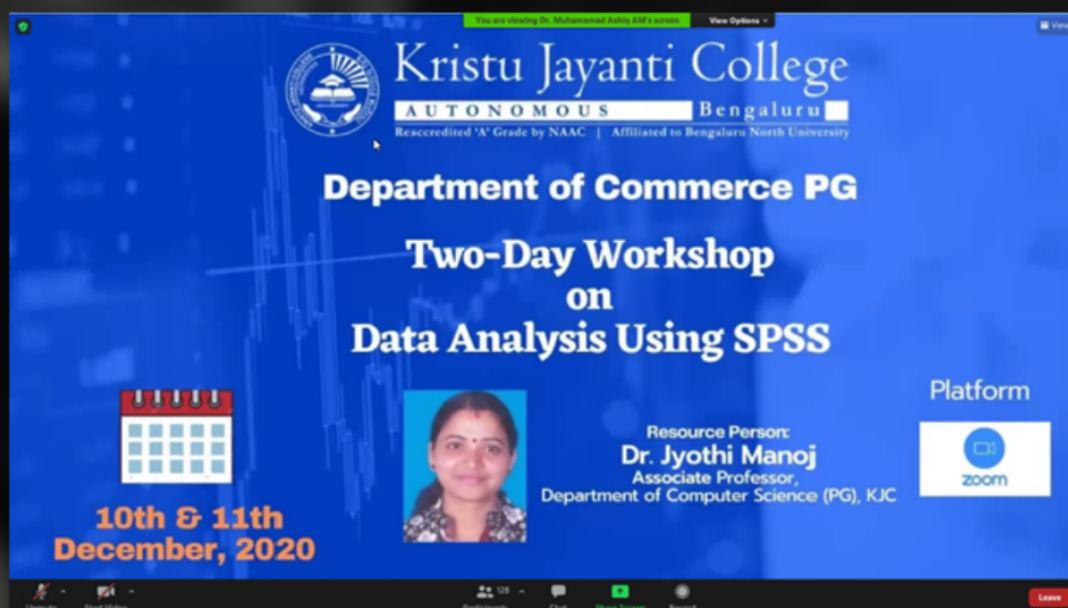 You are viewing Dr. Muhamamad Ashiq AM's screen
View Options
View
Kristu Jayanti College
AUTONOMOUS Bengaluru
Reaccredited 'A' Grade by NAAC | Affiliated to Bengaluru North University
Department of Commerce PG
Two-Day Workshop
on
Data Analysis Using SPSS
Platform
zoom
Resource Person:
Dr. Jyothi Manoj
Associate Professor,
Department of Computer Science (PG), KJC
10th & 11th
December, 2020
128
Leave